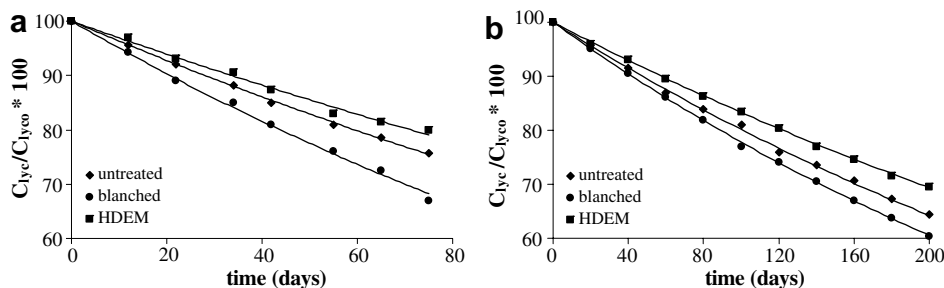 a
C_lyc/C_lyco * 100
100
90
80
70
60
untreated
blanched
HDEM
0
20
40
60
80
time (days)
b
C_lyc/C_lyco * 100
100
90
80
70
60
untreated
blanched
HDEM
0
40
80
120
160
200
time (days)